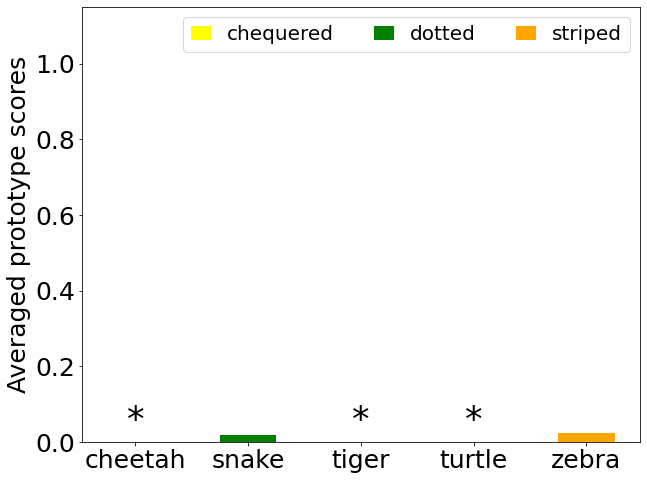 chequered dotted striped
Averaged prototype scores
1.0
0.8
0.6
0.4
0.2
0.0
* * *
cheetah snake tiger turtle zebra